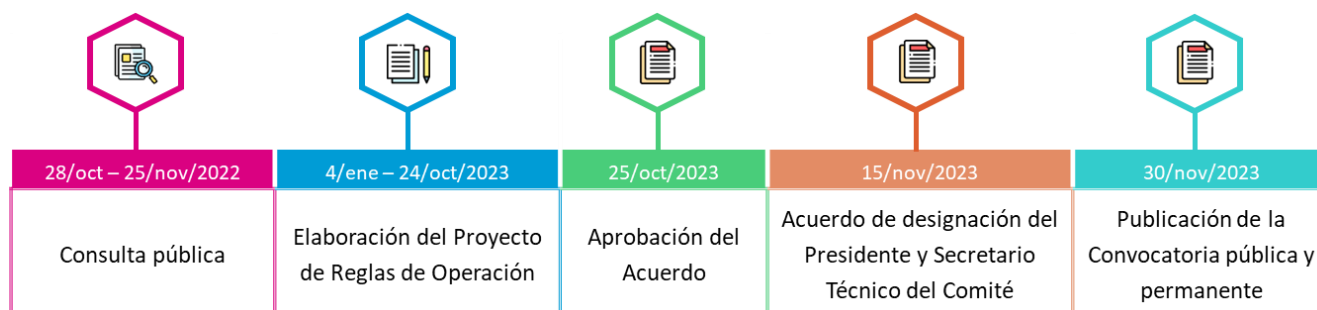 28/oct – 25/nov/2022
Consulta pública
4/ene – 24/oct/2023
Elaboración del Proyecto
de Reglas de Operación
25/oct/2023
Aprobación del
Acuerdo
15/nov/2023
Acuerdo de designación del
Presidente y Secretario
Técnico del Comité
30/nov/2023
Publicación de la
Convocatoria pública y
permanente